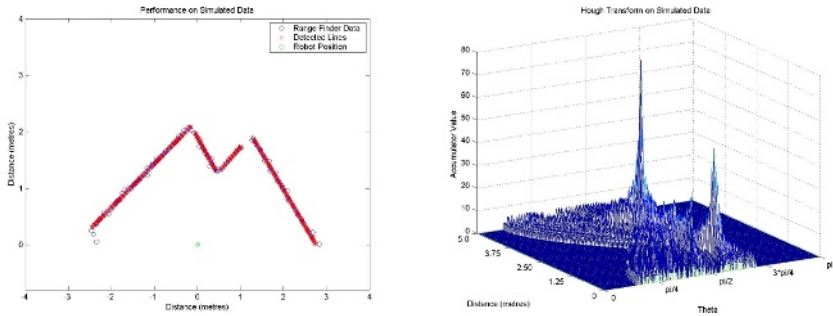 Performance on Simulated Data
Range Finder Data
Detected Lines
Robot Position
4
3
2
1
0
Distance (metres)
-4 -3 -2 -1 0 1 2 3 4
Distance (metres)
Hough Transform on Simulated Data
80
70
60
50
40
30
20
10
0
Accumulator Value
5.0
3.75
2.50
1.25
0
Distance (metres)
0
pi/4
pi/2
3*pi/4
pi
Theta